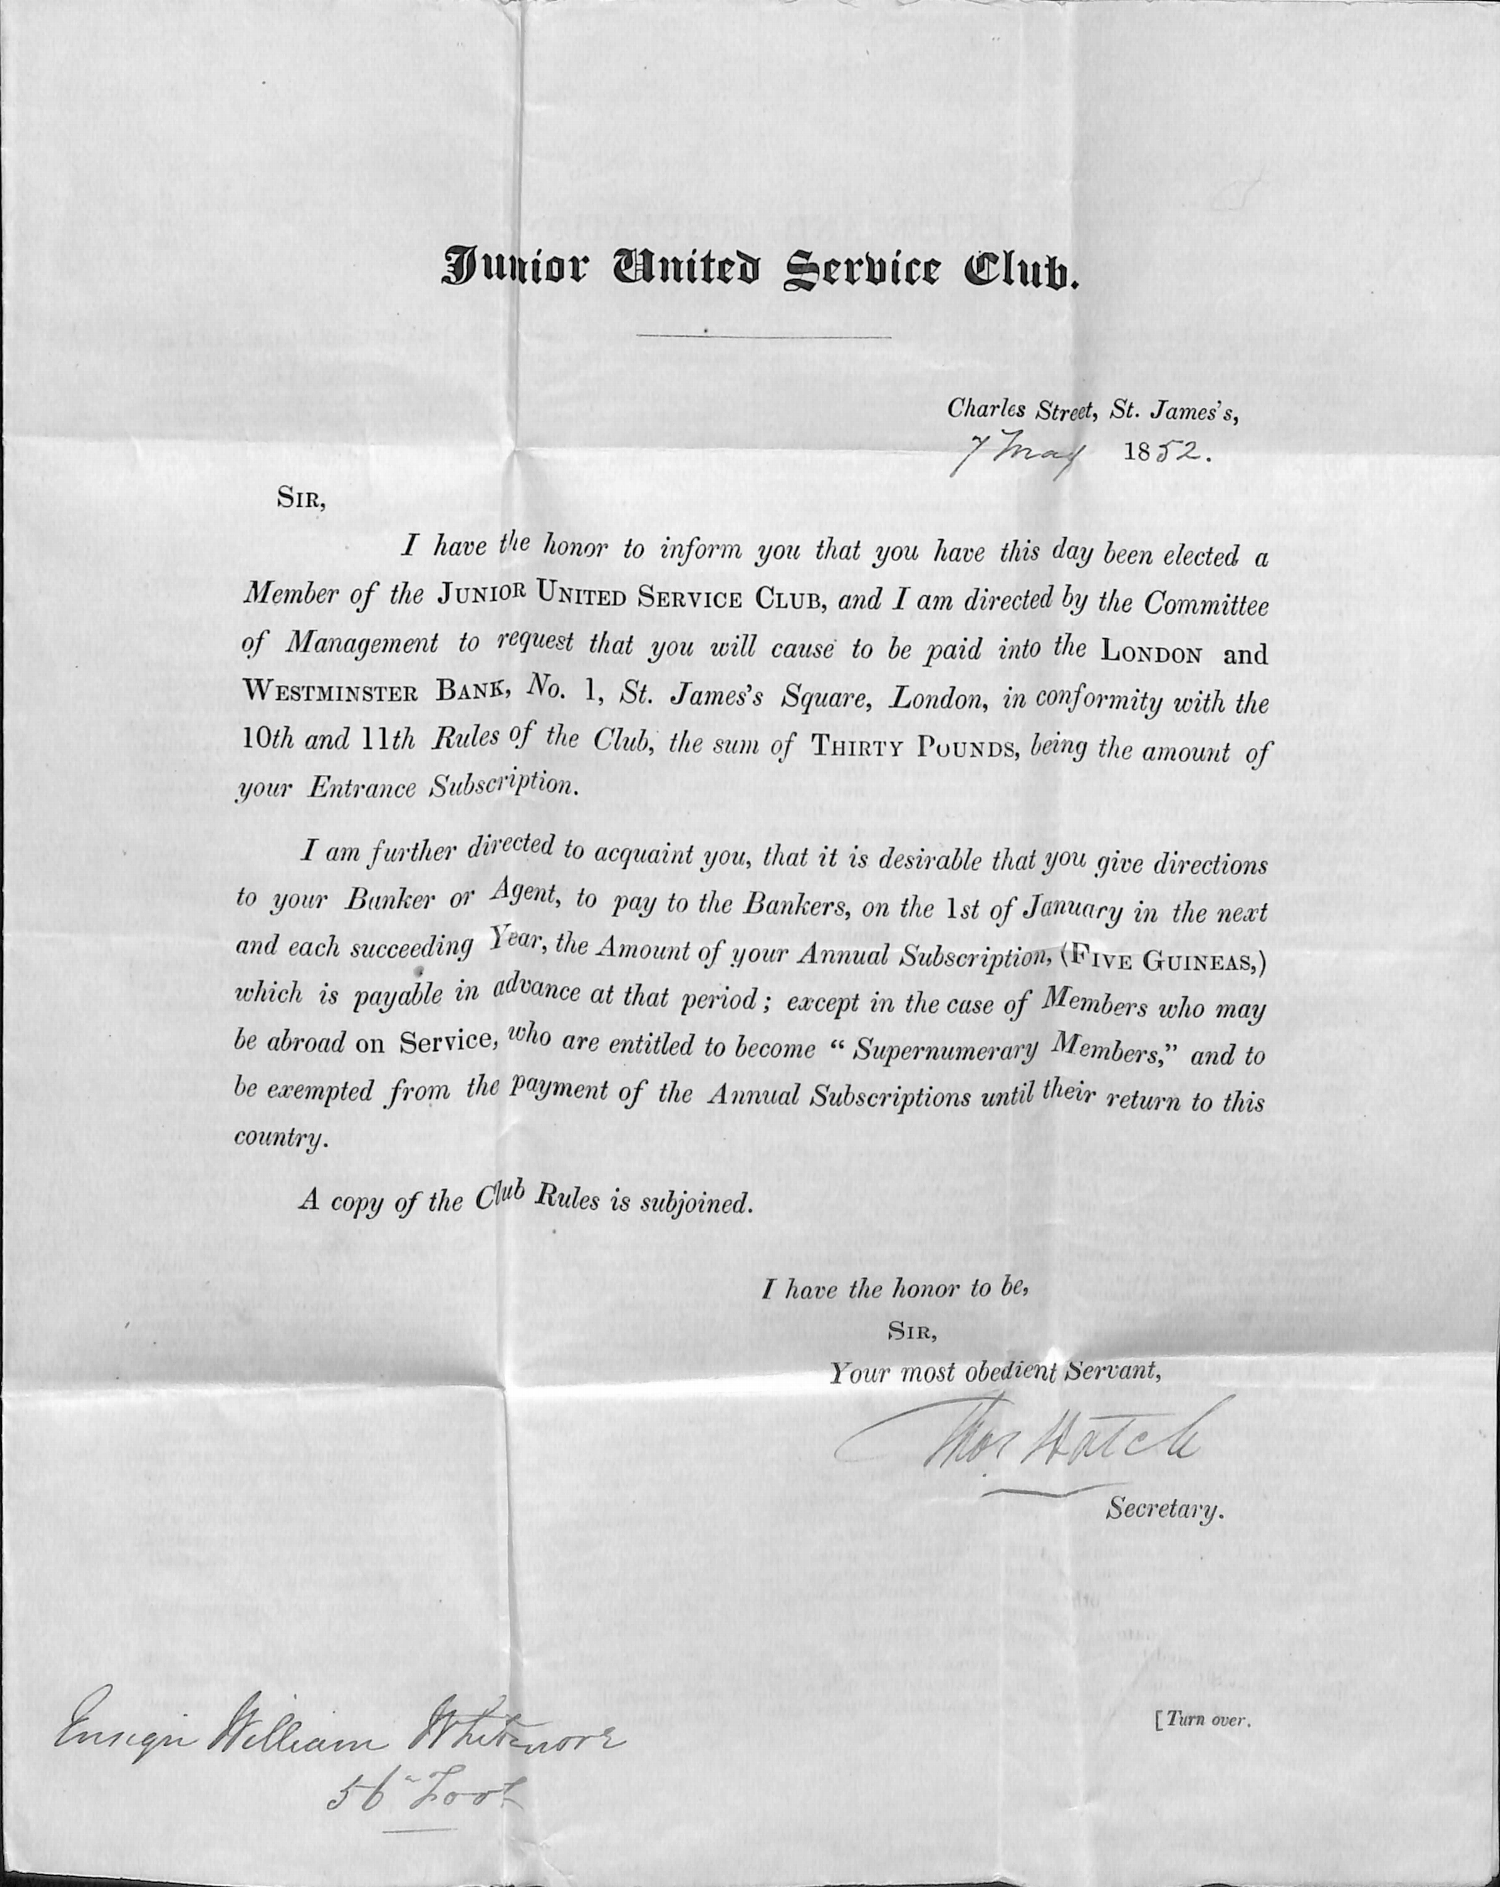 Junior United Service Club.
Charles Street, St. James's,
7 May 1852.
SIR,
I have the honor to inform you that you have this day been elected a
Member of the JUNIOR UNITED SERVICE CLUB, and I am directed by the Committee
of Management to request that you will cause to be paid into the LONDON and
WESTMINSTER BANK, No. 1, St. James's Square, London, in conformity with the
10th and 11th Rules of the Club, the sum of THIRTY POUNDS, being the amount of
your Entrance Subscription.
I am further directed to acquaint you, that it is desirable that you give directions
to your Banker or Agent, to pay to the Bankers, on the 1st of January in the next
and each succeeding Year, the Amount of your Annual Subscription, (FIVE GUINEAS,)
which is payable in advance at that period; except in the case of Members who may
be abroad on Service, who are entitled to become “Supernumerary Members,” and to
be exempted from the payment of the Annual Subscriptions until their return to this
country.
A copy of the Club Rules is subjoined.
I have the honor to be,
SIR,
Your most obedient Servant,
Thos. Hatch
Secretary.
Ensign William Whitmore
56 Foot
[Turn over.